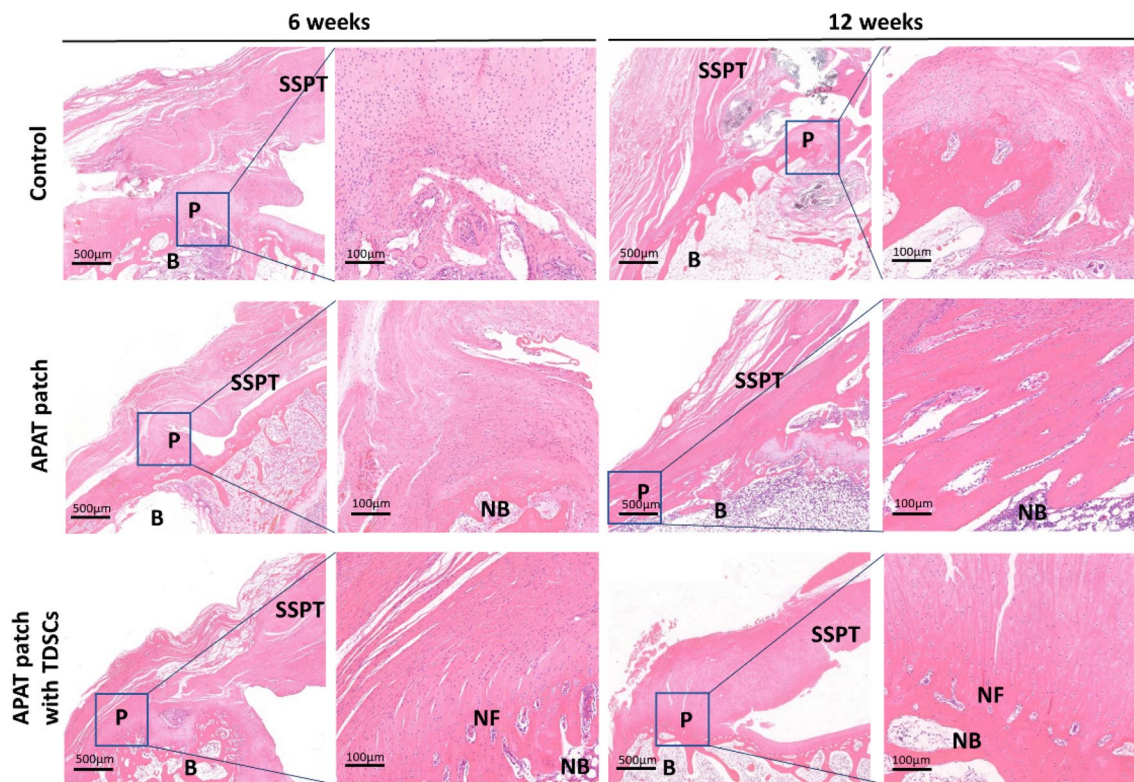 6 weeks
12 weeks
Control
SSPT
P
B
500μm
100μm
SSPT
P
B
500μm
100μm
APAT patch
SSPT
P
B
500μm
NB
100μm
SSPT
P
B
500μm
NB
100μm
APAT patch
with TDSCs
SSPT
P
B
500μm
NF
NB
100μm
SSPT
P
B
500μm
NF
NB
100μm